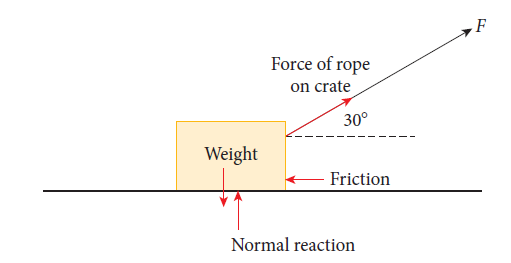 F
Force of rope
on crate
30°
Weight
Friction
Normal reaction